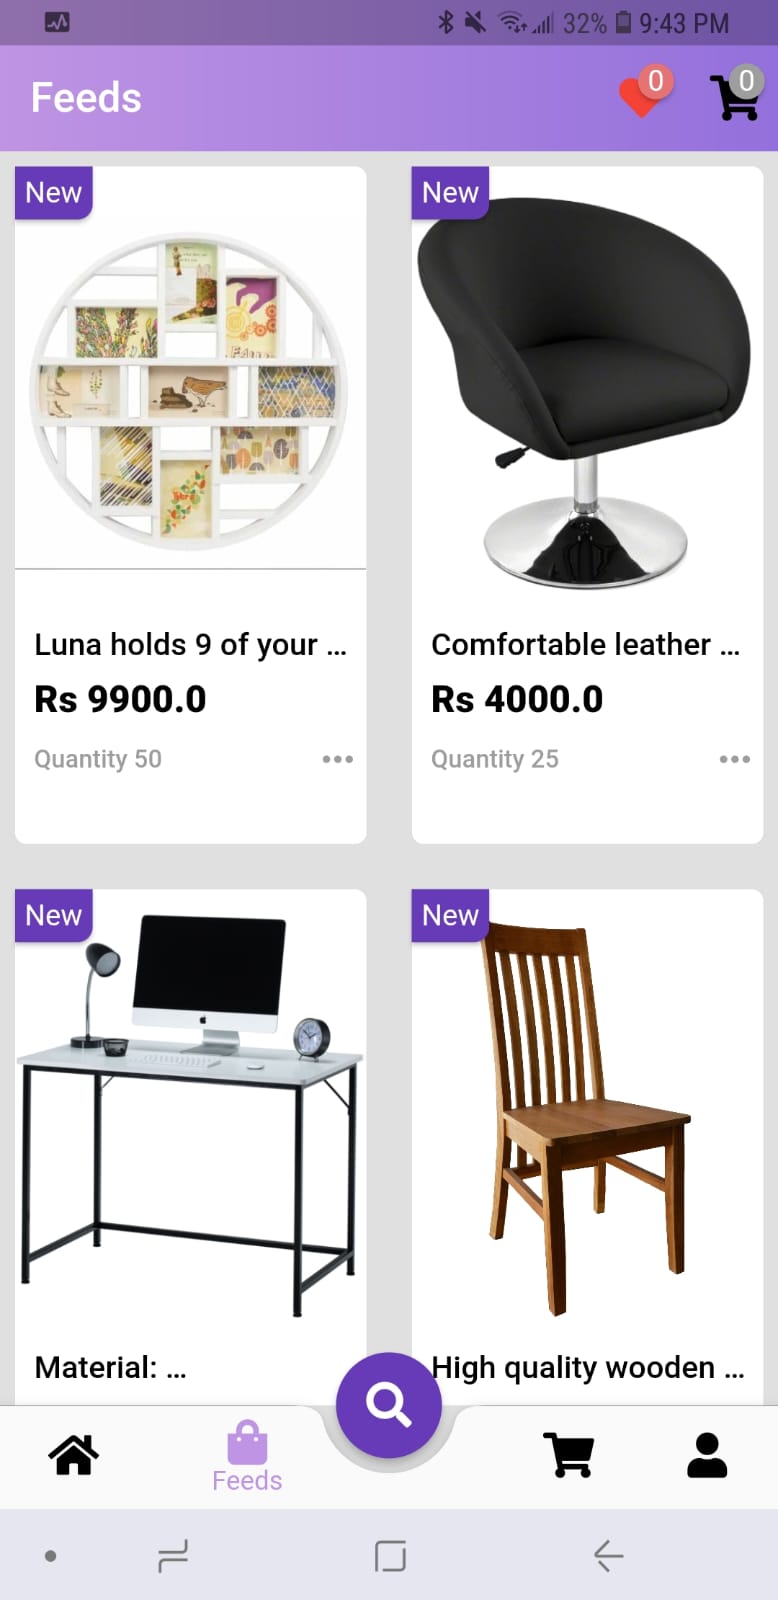 32% 9:43 PM
Feeds
0
0
New
New
Luna holds 9 of your ...
Rs 9900.0
Quantity 50
Comfortable leather ...
Rs 4000.0
Quantity 25
New
New
Material: ...
High quality wooden ...
Feeds